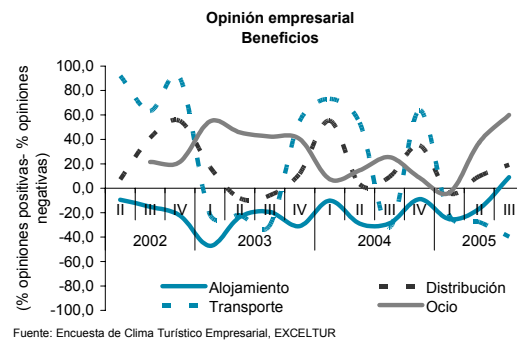 Opinión empresarial
Beneficios
(% opiniones positivas- % opiniones
negativas)
100,0
80,0
60,0
40,0
20,0
0,0
-20,0
-40,0
-60,0
-80,0
-100,0
II III IV I II III IV I II III IV I II III
2002 2003 2004 2005
Alojamiento Distribución
Transporte Ocio
Fuente: Encuesta de Clima Turístico Empresarial, EXCELTUR